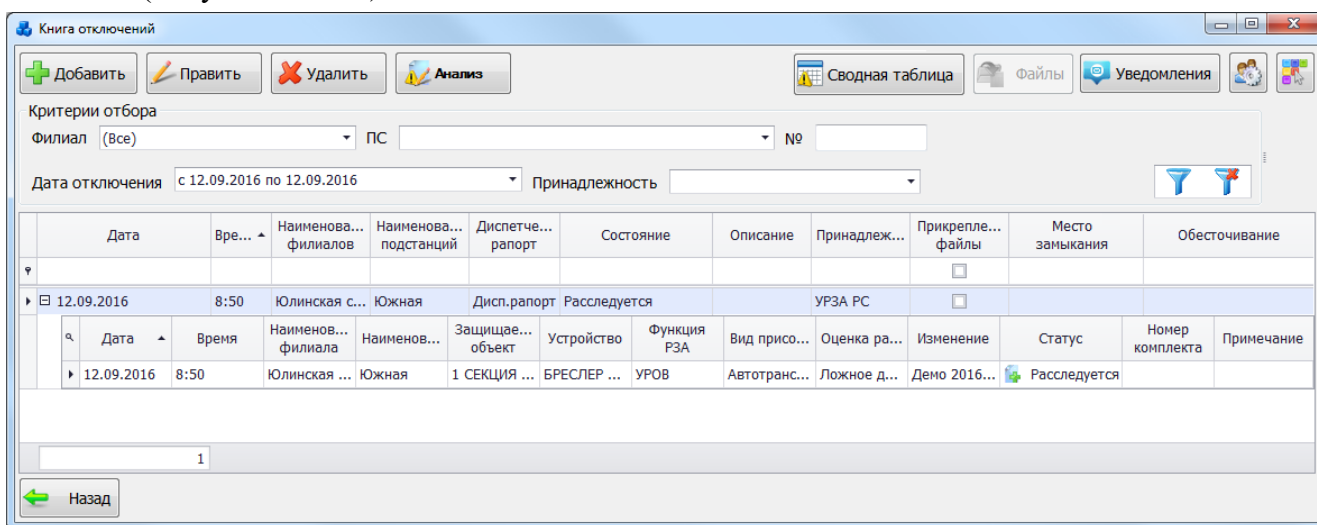 Книга отключений
Добавить Править Удалить Анализ Сводная таблица Файлы Уведомления
Критерии отбора
Филиал (Все) ПС №
Дата отключения с 12.09.2016 по 12.09.2016 Принадлежность
Дата Вре... Наименова... филиалов Наименова... подстанций Диспетче... рапорт Состояние Описание Принадлеж... Прикрепле... файлы Место замыкания Обесточивание
12.09.2016 8:50 Юлинская с... Южная Дисп.рапорт Расследуется УРЗА РС
Дата Время Наименов... филиала Наименов... Защищае... объект Устройство Функция РЗА Вид присо... Оценка ра... Изменение Статус Номер комплекта Примечание
12.09.2016 8:50 Юлинская ... Южная 1 СЕКЦИЯ ... БРЕСЛЕР ... УРОВ Автотранс... Ложное д... Демо 2016... Расследуется
1
Назад